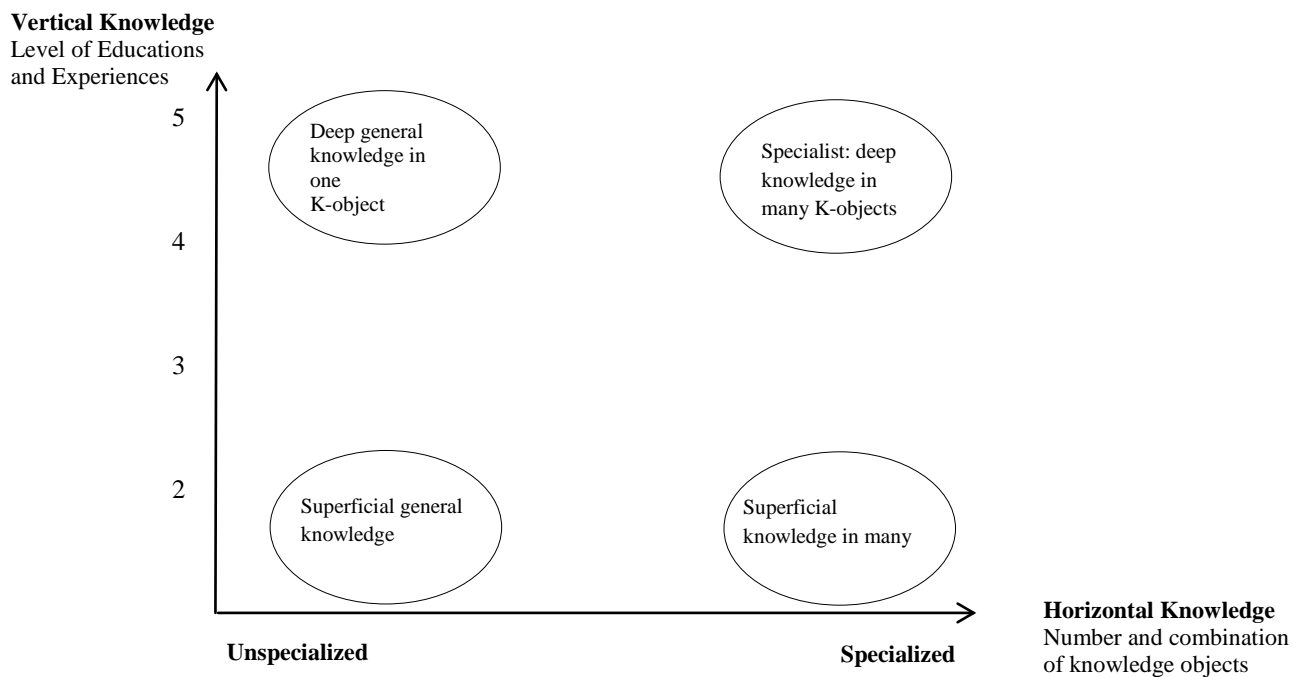 Vertical Knowledge
Level of Educations
and Experiences
5
Deep general
knowledge in
one
K-object
Specialist: deep
knowledge in
many K-objects
4
3
2
Superficial general
knowledge
Superficial
knowledge in many
Unspecialized
Specialized
Horizontal Knowledge
Number and combination
of knowledge objects